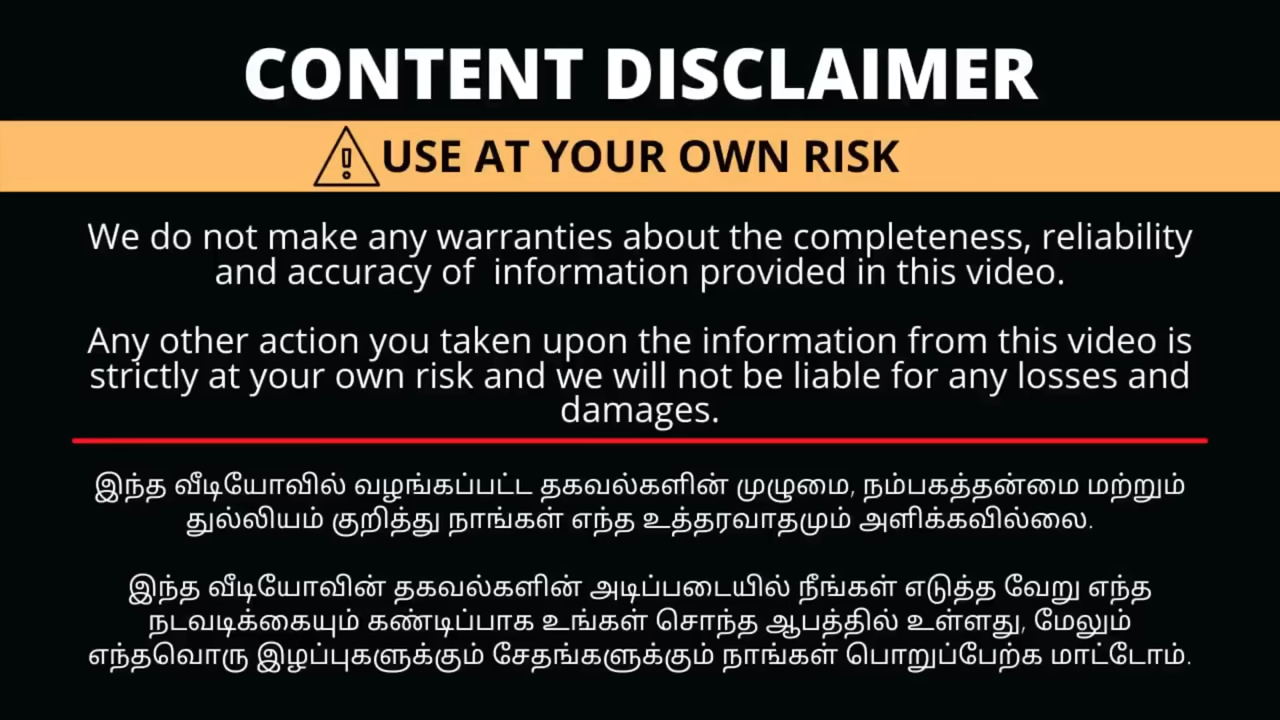 CONTENT DISCLAIMER
USE AT YOUR OWN RISK
We do not make any warranties about the completeness, reliability
and accuracy of information provided in this video.
Any other action you taken upon the information from this video is
strictly at your own risk and we will not be liable for any losses and
damages.
இந்த வீடியோவில் வழங்கப்பட்ட தகவல்களின் முழுமை, நம்பகத்தன்மை மற்றும்
துல்லியம் குறித்து நாங்கள் எந்த உத்தரவாதமும் அளிக்கவில்லை.
இந்த வீடியோவின் தகவல்களின் அடிப்படையில் நீங்கள் எடுத்த வேறு எந்த
நடவடிக்கையும் கண்டிப்பாக உங்கள் சொந்த ஆபத்தில் உள்ளது, மேலும்
எந்தவொரு இழப்புகளுக்கும் சேதங்களுக்கும் நாங்கள் பொறுப்பேற்க மாட்டோம்.